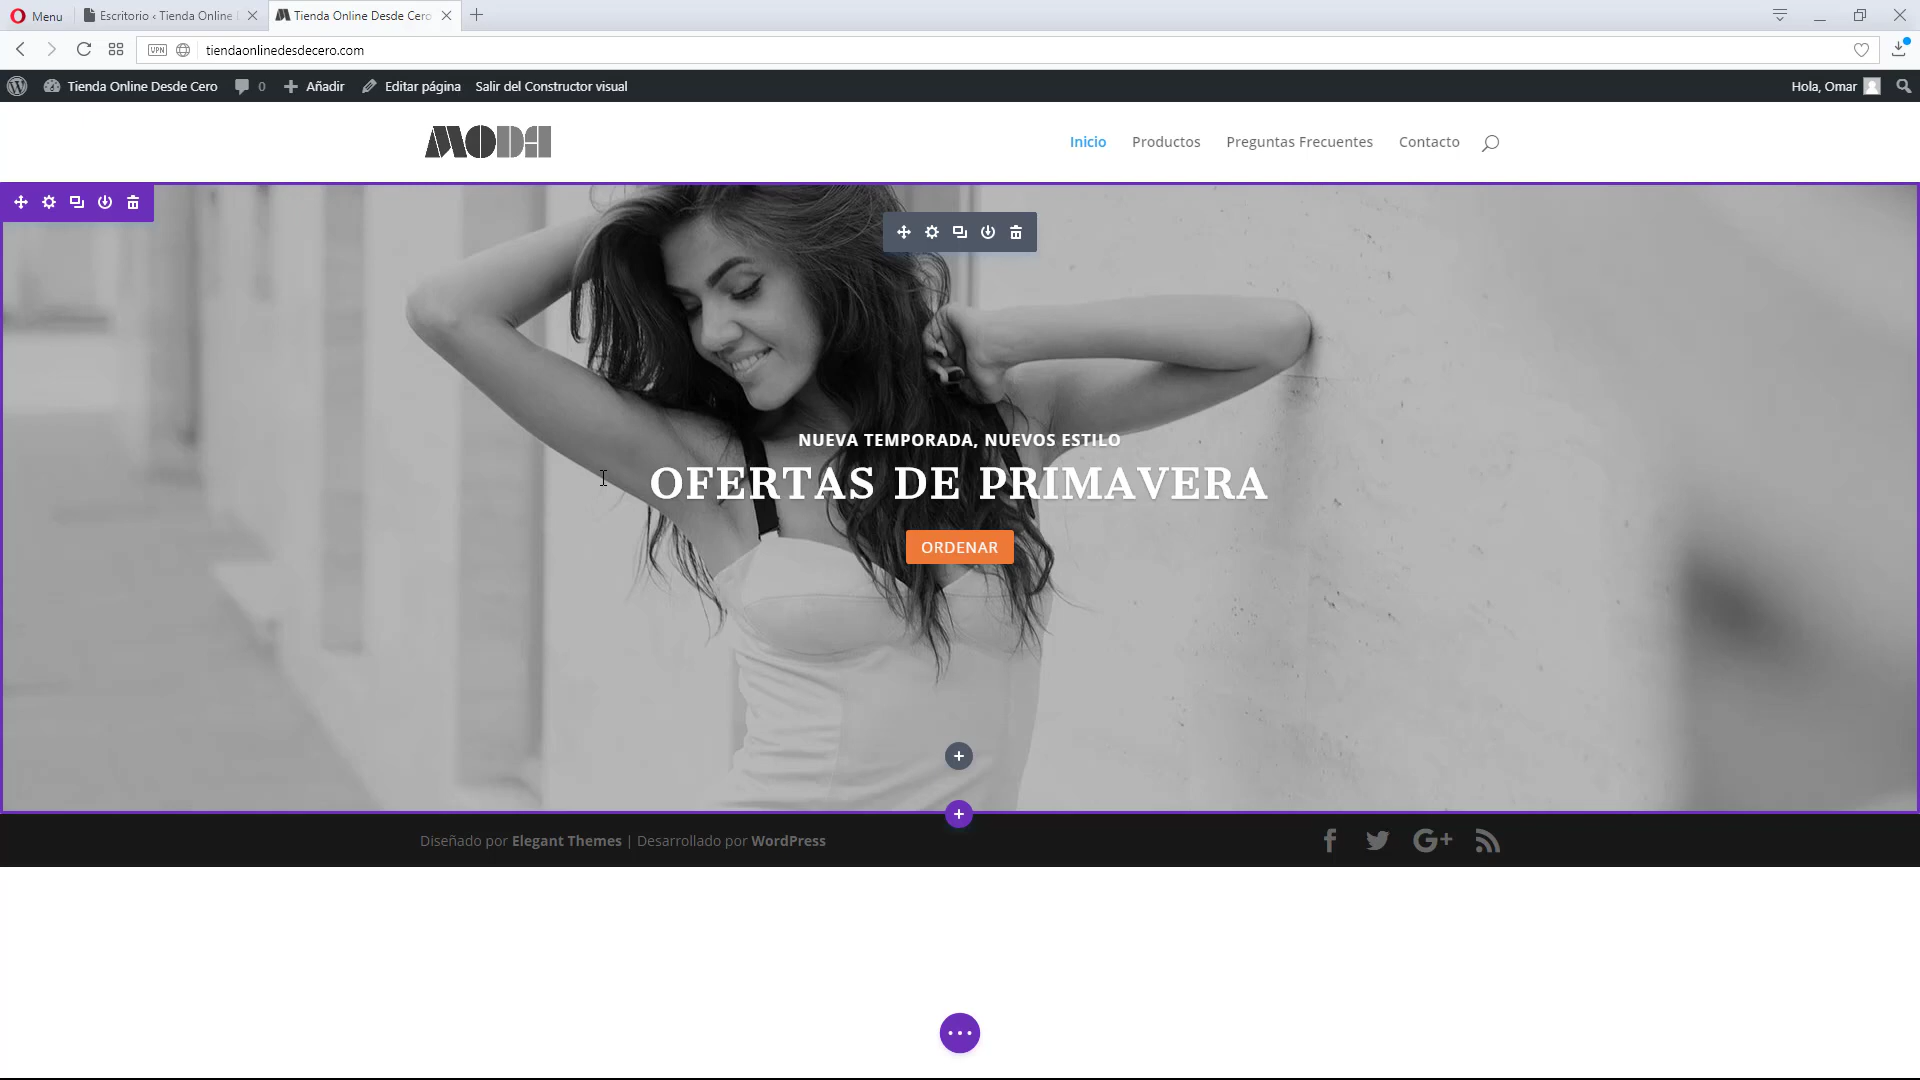 Menu
Escritorio ‹ Tienda Online
Tienda Online Desde Cero
VPN
tiendaonlinedesdecero.com
Tienda Online Desde Cero
0
Añadir
Editar página
Salir del Constructor visual
Hola, Omar
MODA
Inicio
Productos
Preguntas Frecuentes
Contacto
NUEVA TEMPORADA, NUEVOS ESTILO
OFERTAS DE PRIMAVERA
ORDENAR
Diseñado por Elegant Themes | Desarrollado por WordPress